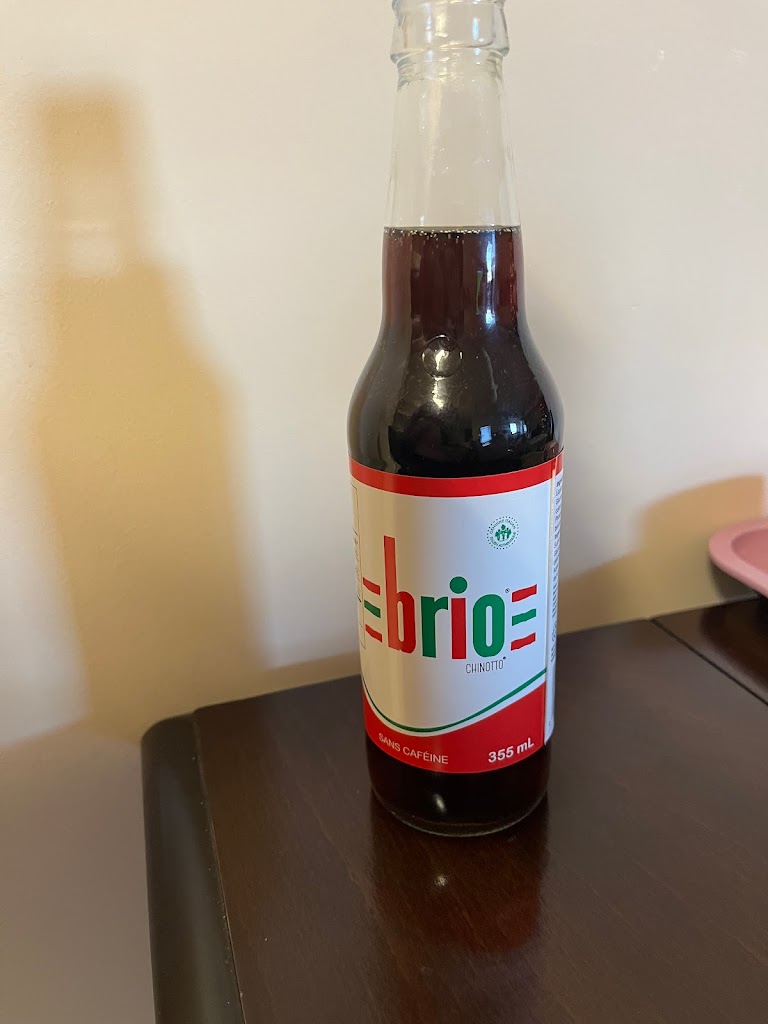 brio®
CHINOTTO
SANS CAFÉINE
355 mL